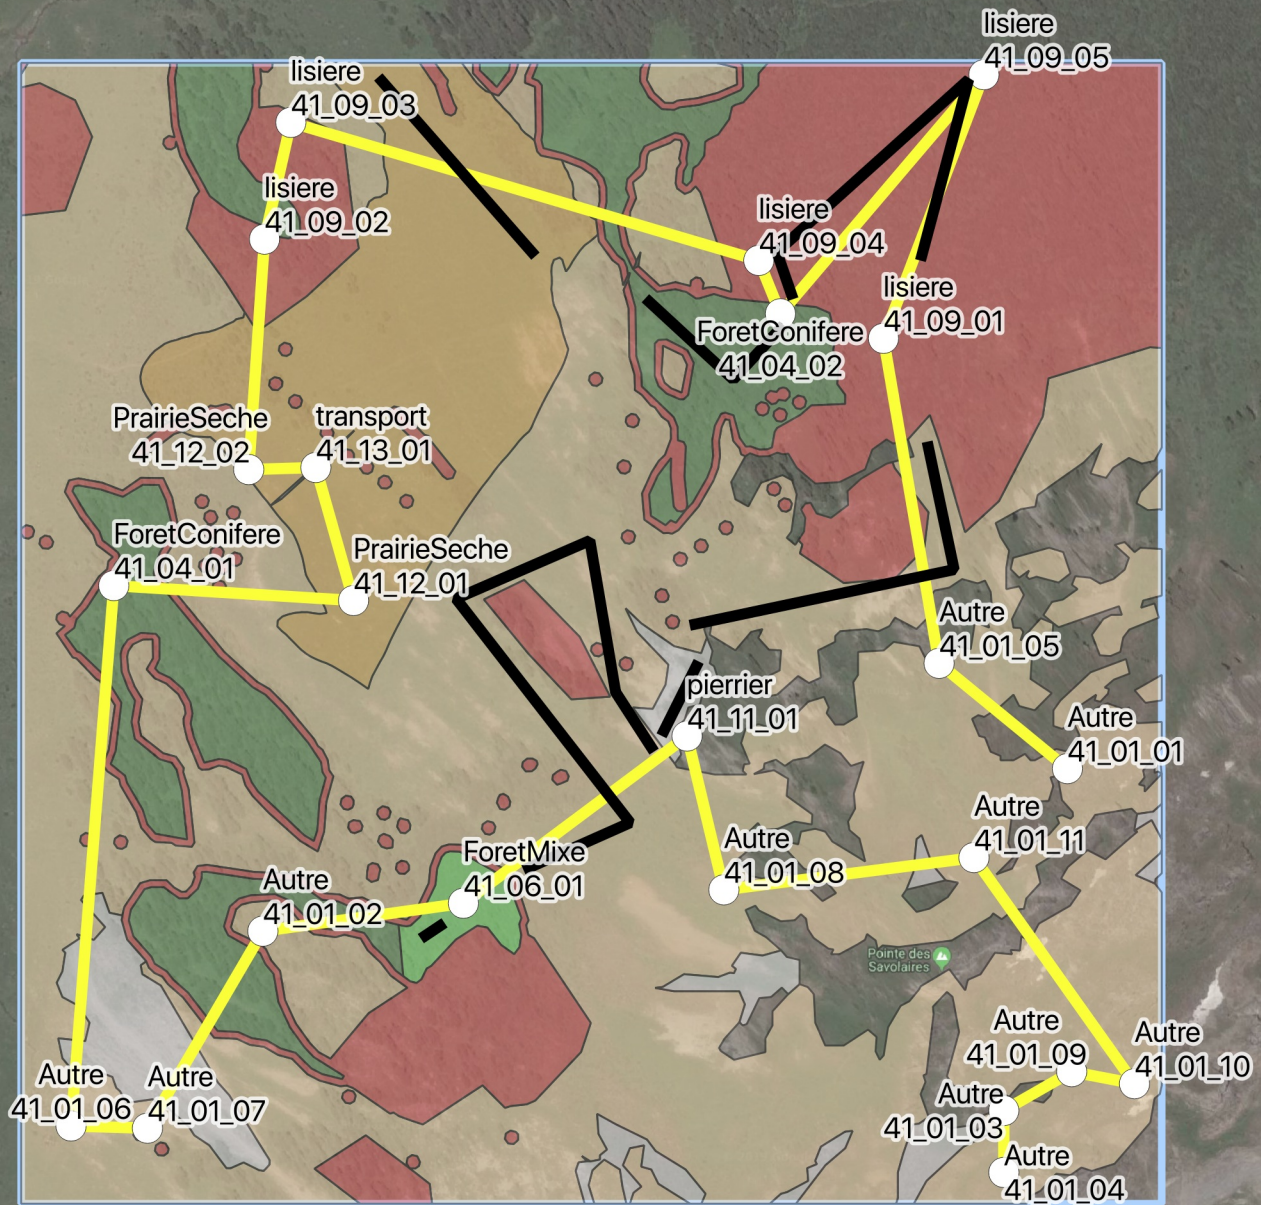 lisiere
41_09_05
lisiere
41_09_03
lisiere
41_09_02
lisiere
41_09_04
lisiere
41_09_01
ForetConifere
41_04_02
PrairieSeche
41_12_02
transport
41_13_01
ForetConifere
41_04_01
PrairieSeche
41_12_01
Autre
41_01_05
pierrier
41_11_01
Autre
41_01_01
Autre
41_01_11
Autre
41_01_08
ForetMixe
41_06_01
Autre
41_01_02
Pointe des
Savolaires
Autre
41_01_09
Autre
41_01_10
Autre
41_01_06
Autre
41_01_07
Autre
41_01_03
Autre
41_01_04